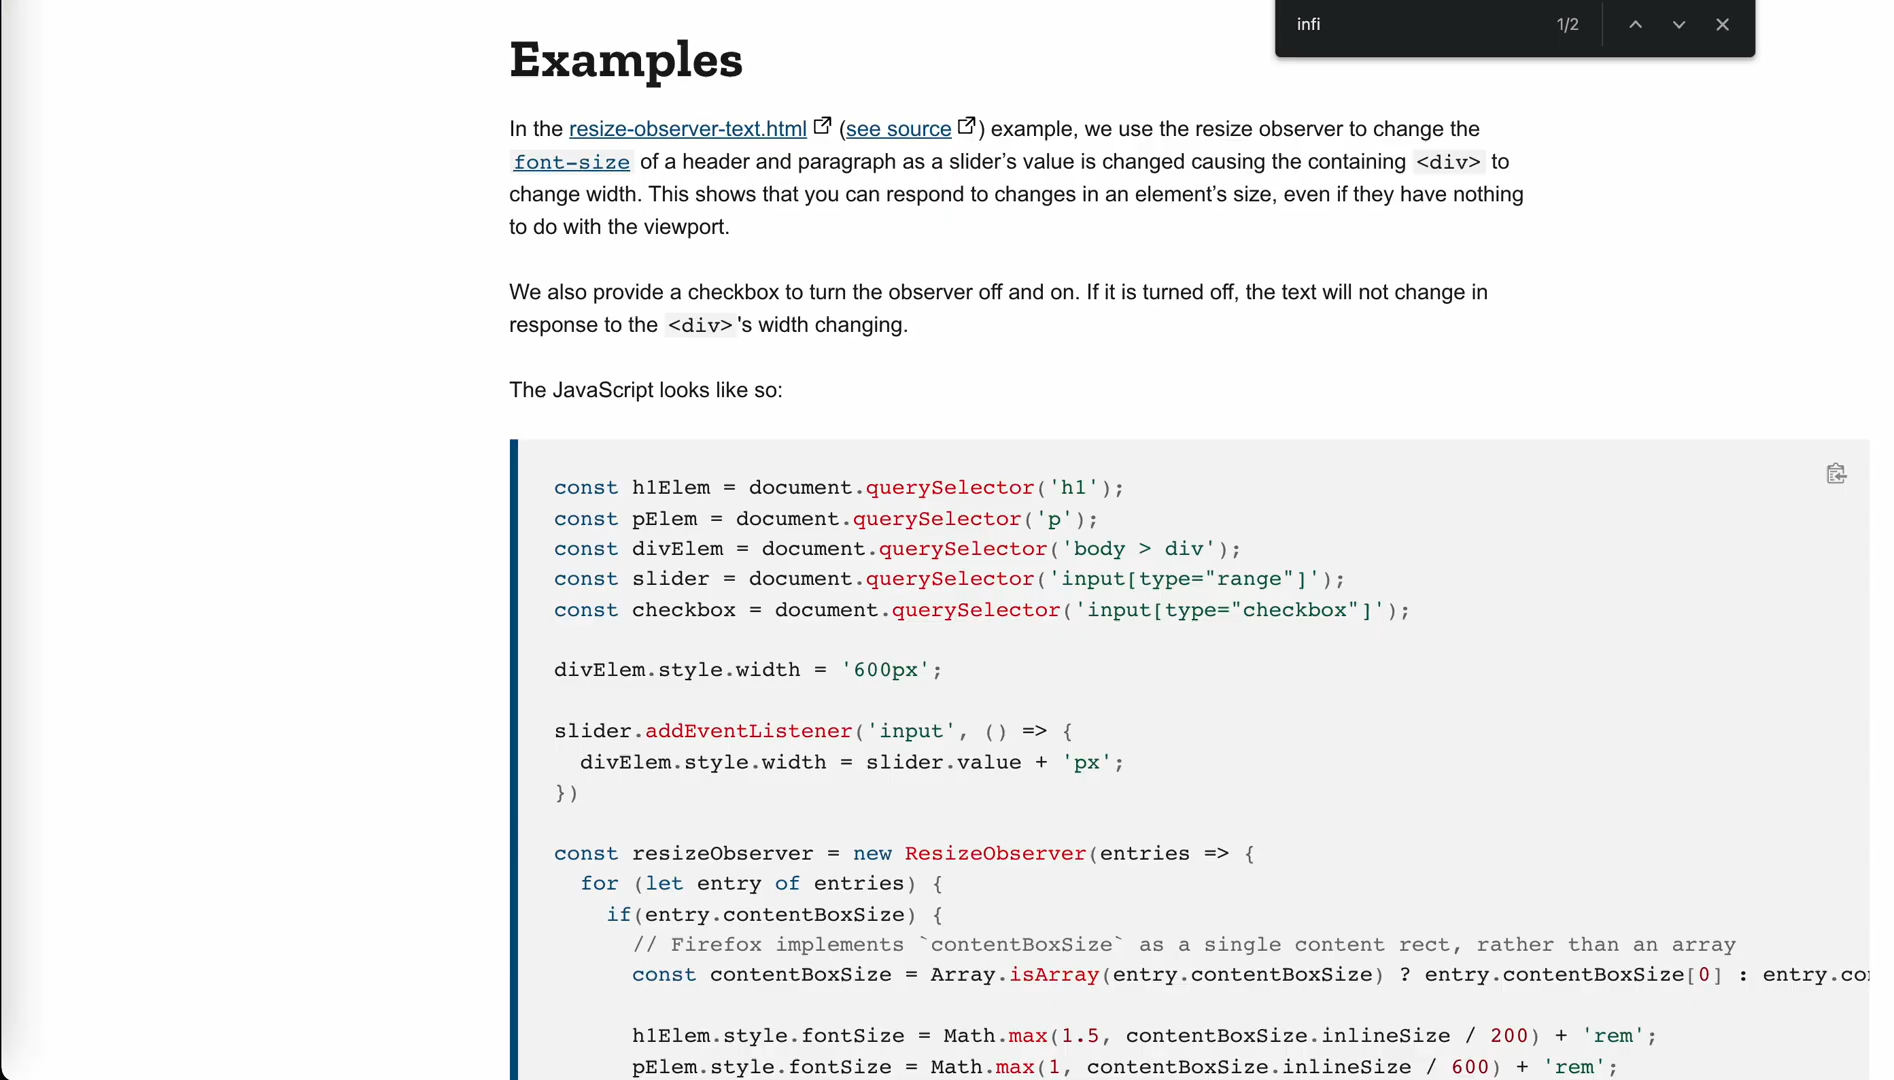 infi 1/2
Examples
In the resize-observer-text.html (see source) example, we use the resize observer to change the
font-size of a header and paragraph as a slider’s value is changed causing the containing <div> to
change width. This shows that you can respond to changes in an element’s size, even if they have nothing
to do with the viewport.
We also provide a checkbox to turn the observer off and on. If it is turned off, the text will not change in
response to the <div>'s width changing.
The JavaScript looks like so:
const h1Elem = document.querySelector('h1');
const pElem = document.querySelector('p');
const divElem = document.querySelector('body > div');
const slider = document.querySelector('input[type="range"]');
const checkbox = document.querySelector('input[type="checkbox"]');
divElem.style.width = '600px';
slider.addEventListener('input', () => {
  divElem.style.width = slider.value + 'px';
})
const resizeObserver = new ResizeObserver(entries => {
  for (let entry of entries) {
    if(entry.contentBoxSize) {
      // Firefox implements `contentBoxSize` as a single content rect, rather than an array
      const contentBoxSize = Array.isArray(entry.contentBoxSize) ? entry.contentBoxSize[0] : entry.co
      h1Elem.style.fontSize = Math.max(1.5, contentBoxSize.inlineSize / 200) + 'rem';
      pElem.style.fontSize = Math.max(1, contentBoxSize.inlineSize / 600) + 'rem';